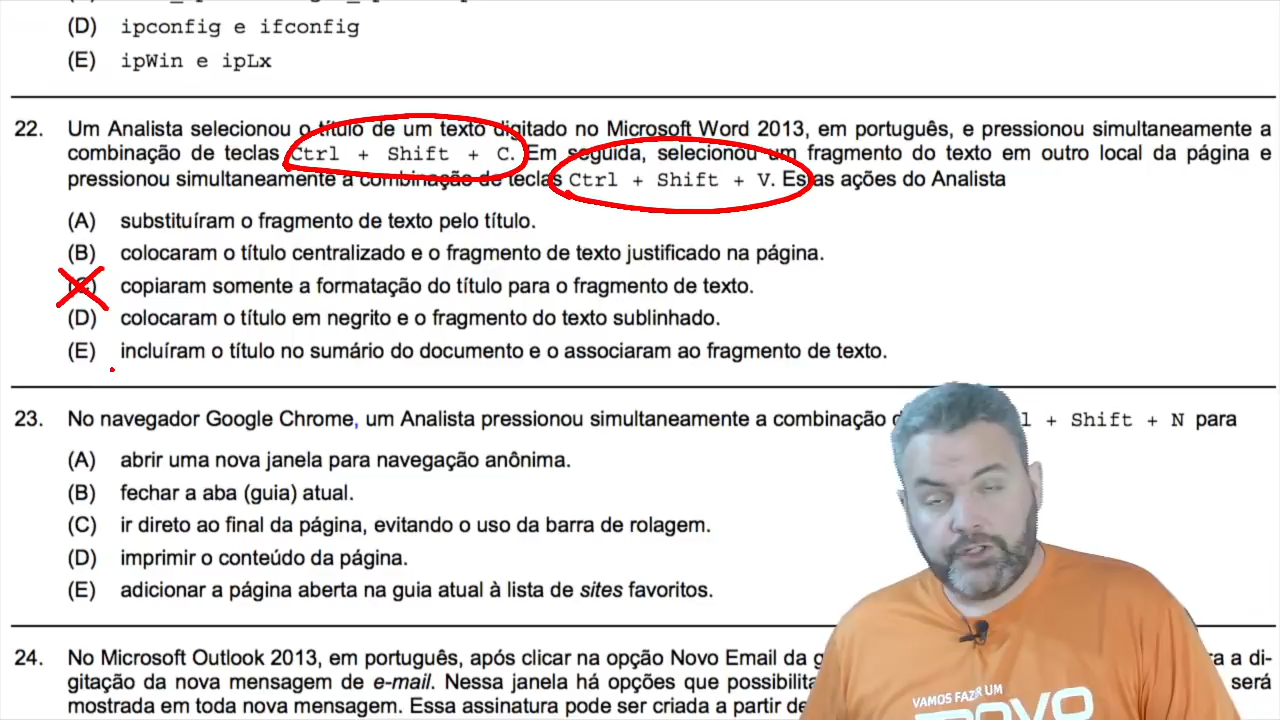 (D) ipconfig e ifconfig
(E) ipWin e ipLx
22. Um Analista selecionou o título de um texto digitado no Microsoft Word 2013, em português, e pressionou simultaneamente a
combinação de teclas Ctrl + Shift + C. Em seguida, selecionou um fragmento do texto em outro local da página e
pressionou simultaneamente a combinação de teclas Ctrl + Shift + V. Essas ações do Analista
(A) substituíram o fragmento de texto pelo título.
(B) colocaram o título centralizado e o fragmento de texto justificado na página.
(C) copiaram somente a formatação do título para o fragmento de texto.
(D) colocaram o título em negrito e o fragmento do texto sublinhado.
(E) incluíram o título no sumário do documento e o associaram ao fragmento de texto.
23. No navegador Google Chrome, um Analista pressionou simultaneamente a combinação + Shift + N para
(A) abrir uma nova janela para navegação anônima.
(B) fechar a aba (guia) atual.
(C) ir direto ao final da página, evitando o uso da barra de rolagem.
(D) imprimir o conteúdo da página.
(E) adicionar a página aberta na guia atual à lista de sites favoritos.
24. No Microsoft Outlook 2013, em português, após clicar na opção Novo Email da a di-
gitação da nova mensagem de e-mail. Nessa janela há opções que será
mostrada em toda nova mensagem. Essa assinatura pode ser criada a partir de
VAMOS FAZER UM